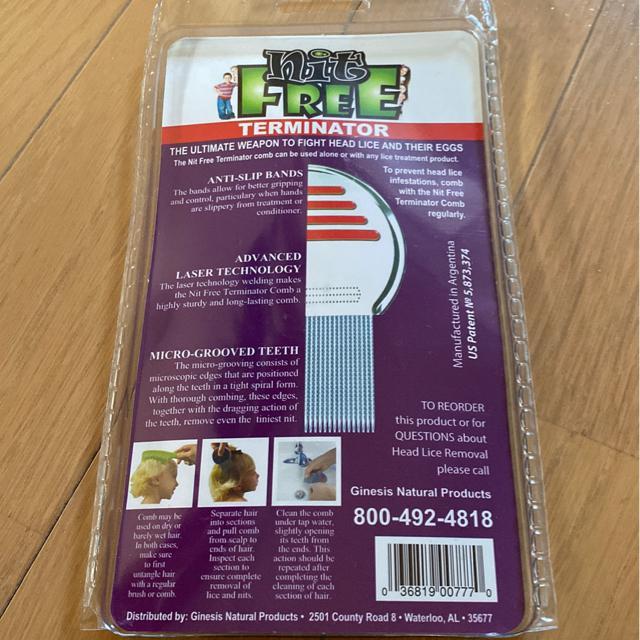 nit
FREE
TERMINATOR
THE ULTIMATE WEAPON TO FIGHT HEAD LICE AND THEIR EGGS
The Nit Free Terminator comb can be used alone or with any lice treatment product.
ANTI-SLIP BANDS
The bands allow for better gripping
and control, particulary when hands
are slippery from treatment or
conditioner.
To prevent head lice
infestations, comb
with the Nit Free
Terminator Comb
regularly.
ADVANCED
LASER TECHNOLOGY
The laser technology welding makes
the Nit Free Terminator Comb a
highly sturdy and long-lasting comb.
Manufactured in Argentina
US Patent Nº 5,873,374
MICRO-GROOVED TEETH
The micro-grooving consists of
microscopic edges that are positioned
along the teeth in a tight spiral form.
With thorough combing, these edges,
together with the dragging action of
the teeth, remove even the tiniest nit.
TO REORDER
this product or for
QUESTIONS about
Head Lice Removal
please call
Ginesis Natural Products
800-492-4818
Comb may be
used on dry or
barely wet hair.
In both cases,
make sure
to first
untangle hair
with a regular
brush or comb.
Separate hair
into sections
and pull comb
from scalp to
ends of hair.
Inspect each
section to
ensure complete
removal of
lice and nits.
Clean the comb
under tap water,
slightly opening
its teeth from
the ends. This
action should be
repeated after
completing the
cleaning of each
section of hair.
0 36819 00777 0
Distributed by: Ginesis Natural Products • 2501 County Road 8 • Waterloo, AL • 35677